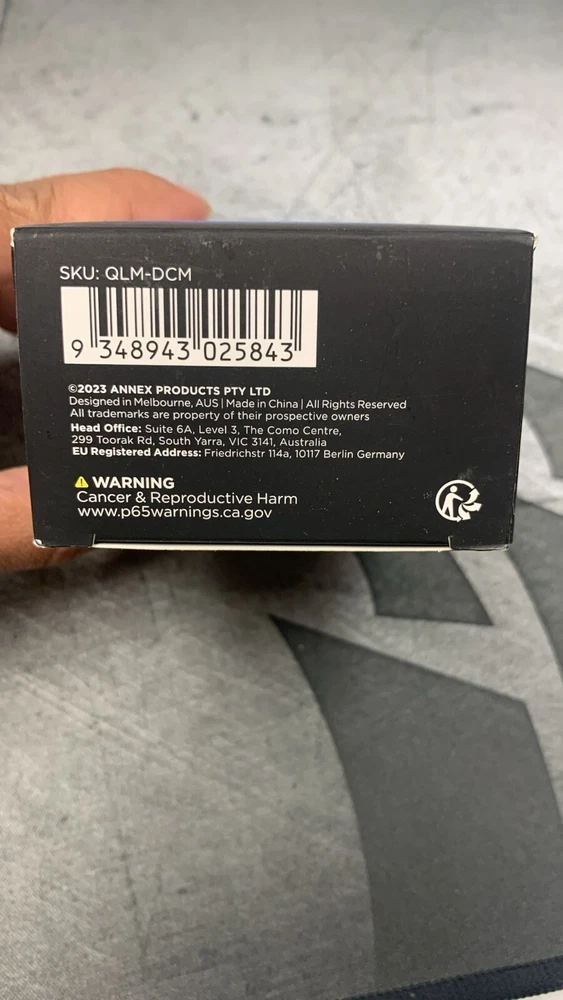 SKU: QLM-DCM
9 348943 025843
©2023 ANNEX PRODUCTS PTY LTD
Designed in Melbourne, AUS | Made in China | All Rights Reserved
All trademarks are property of their prospective owners
Head Office: Suite 6A, Level 3, The Como Centre,
299 Toorak Rd, South Yarra, VIC 3141, Australia
EU Registered Address: Friedrichstr 114a, 10117 Berlin Germany
WARNING
Cancer & Reproductive Harm
www.p65warnings.ca.gov